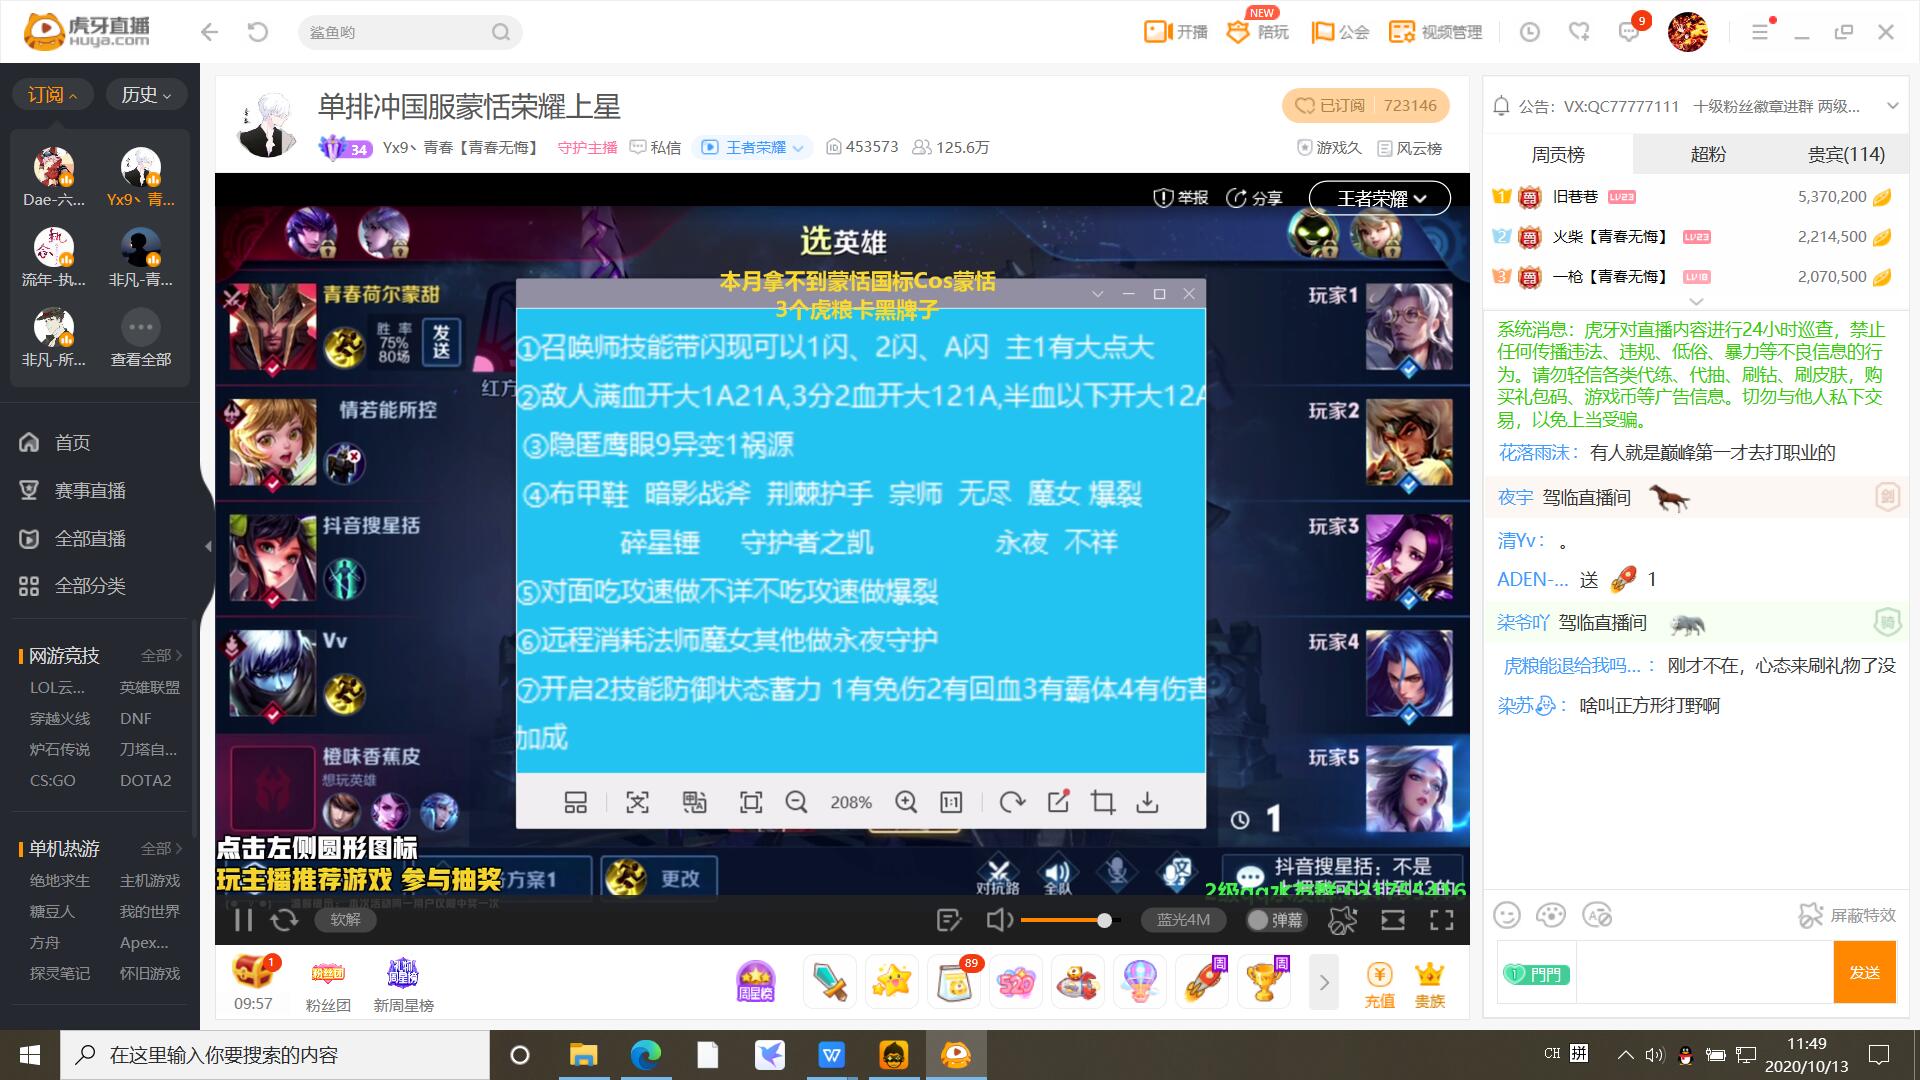 虎牙直播
HUYA.com
鲨鱼哟
开播
NEW
陪玩
公会
视频管理
9
订阅
历史
Dae-六...
Yx9丶青...
流年-执...
非凡-青...
非凡-所...
查看全部
首页
赛事直播
全部直播
全部分类
网游竞技
全部
LOL云...
英雄联盟
穿越火线
DNF
炉石传说
刀塔自...
CS:GO
DOTA2
单机热游
全部
绝地求生
主机游戏
糖豆人
我的世界
方舟
Apex...
探灵笔记
怀旧游戏
单排冲国服蒙恬荣耀上星
已订阅
723146
34
Yx9丶青春【青春无悔】
守护主播
私信
王者荣耀
453573
125.6万
游戏久
风云榜
举报
分享
王者荣耀
选英雄
本月拿不到蒙恬国标Cos蒙恬
3个虎粮卡黑牌子
青春荷尔蒙甜
胜率
75%
80场
发送
红方
情若能所控
抖音搜星括
Vv
橙味香蕉皮
想玩英雄
①召唤师技能带闪现可以1闪、2闪、A闪 主1有大点大
②敌人满血开大1A21A,3分2血开大121A,半血以下开大12A
③隐匿鹰眼9异变1祸源
④布甲鞋 暗影战斧 荆棘护手 宗师 无尽 魔女 爆裂
碎星锤 守护者之凯 永夜 不祥
⑤对面吃攻速做不详不吃攻速做爆裂
⑥远程消耗法师魔女其他做永夜守护
⑦开启2技能防御状态蓄力 1有免伤2有回血3有霸体4有伤害
加成
208%
1:1
玩家1
玩家2
玩家3
玩家4
玩家5
1
点击左侧圆形图标
玩主播推荐游戏 参与抽奖
方案1
更改
对抗路
全队
抖音搜星括：不是
软解
蓝光4M
弹幕
1
09:57
粉丝团
粉丝团
周星榜
新周星榜
周星榜
89
520
周
周
充值
贵族
公告：VX:QC77777111 十级粉丝徽章进群 两级...
周贡榜
超粉
贵宾(114)
1
旧巷巷
LV23
5,370,200
2
火柴【青春无悔】
LV23
2,214,500
3
一枪【青春无悔】
LV18
2,070,500
系统消息：虎牙对直播内容进行24小时巡查，禁止
任何传播违法、违规、低俗、暴力等不良信息的行
为。请勿轻信各类代练、代抽、刷钻、刷皮肤，购
买礼包码、游戏币等广告信息。切勿与他人私下交
易，以免上当受骗。
花落雨沫： 有人就是巅峰第一才去打职业的
夜宇 驾临直播间
剑
清Yv： 。
ADEN-... 送 1
柒爷吖 驾临直播间
骑
虎粮能退给我吗...： 刚才不在，心态来刷礼物了没
染苏： 啥叫正方形打野啊
屏蔽特效
1 門門
发送
在这里输入你要搜索的内容
CH
拼
11:49
2020/10/13